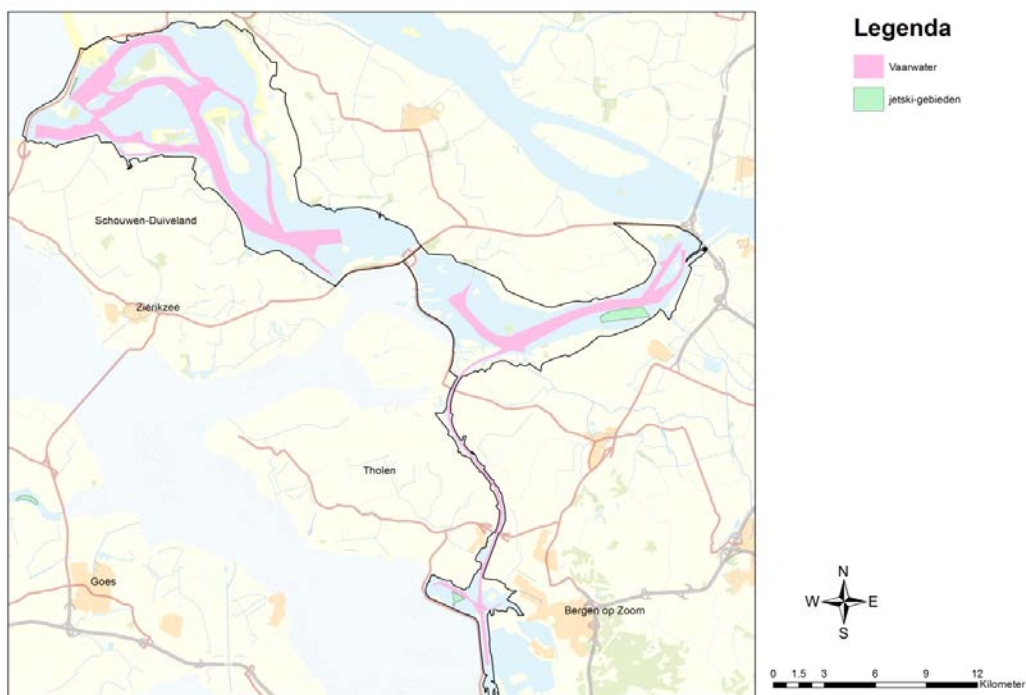 Legenda
Vaarwater
jetski-gebieden
Schouwen-Duiveland
Zierikzee
Tholen
Goes
Bergen op Zoom
N
W E
S
0 1.5 3 6 9 12
Kilometer